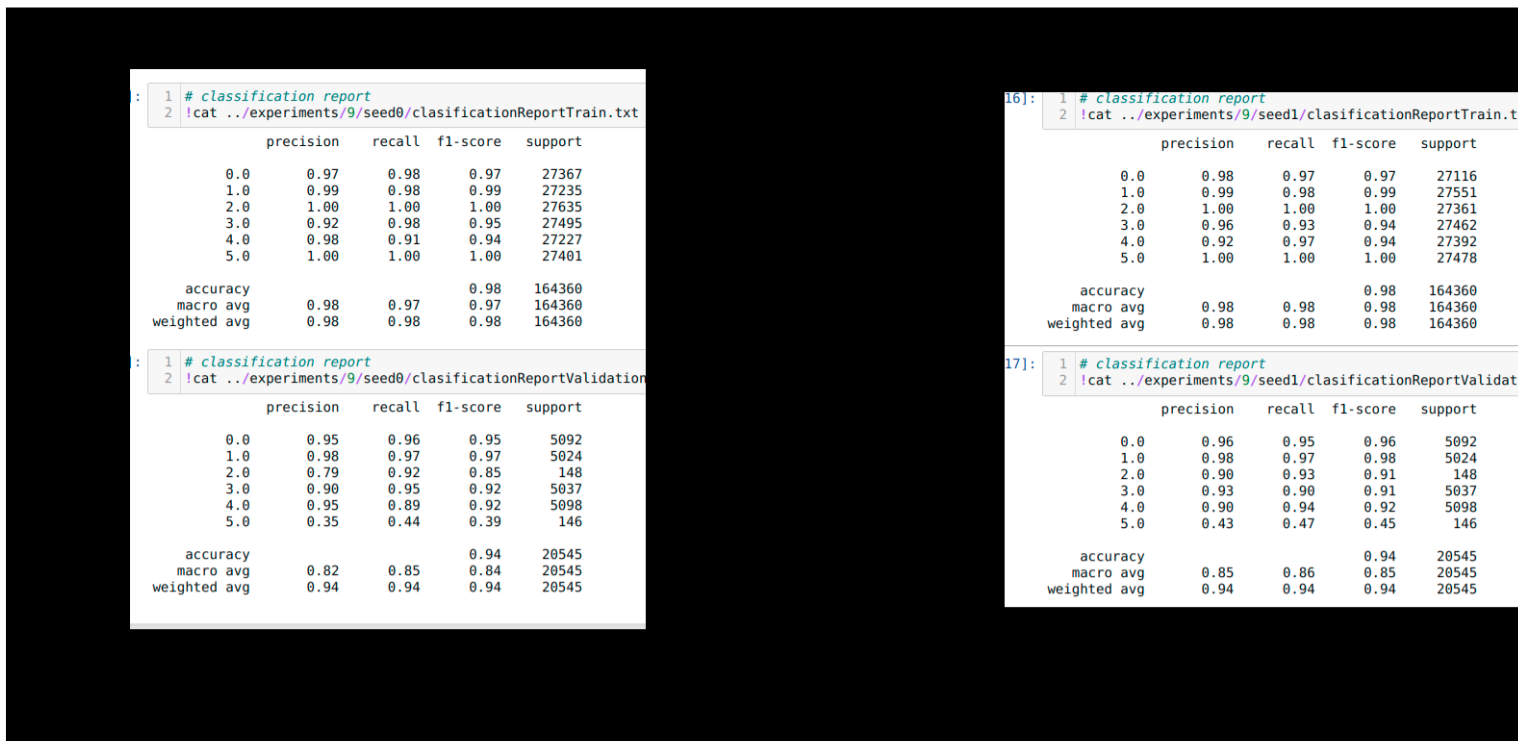 ]:
1 # classification report
2 !cat ../experiments/9/seed0/clasificationReportTrain.txt
precision recall f1-score support
0.0 0.97 0.98 0.97 27367
1.0 0.99 0.98 0.99 27235
2.0 1.00 1.00 1.00 27635
3.0 0.92 0.98 0.95 27495
4.0 0.98 0.91 0.94 27227
5.0 1.00 1.00 1.00 27401
accuracy 0.98 164360
macro avg 0.98 0.97 0.97 164360
weighted avg 0.98 0.98 0.98 164360
]:
1 # classification report
2 !cat ../experiments/9/seed0/clasificationReportValidation
precision recall f1-score support
0.0 0.95 0.96 0.95 5092
1.0 0.98 0.97 0.97 5024
2.0 0.79 0.92 0.85 148
3.0 0.90 0.95 0.92 5037
4.0 0.95 0.89 0.92 5098
5.0 0.35 0.44 0.39 146
accuracy 0.94 20545
macro avg 0.82 0.85 0.84 20545
weighted avg 0.94 0.94 0.94 20545
16]:
1 # classification report
2 !cat ../experiments/9/seed1/clasificationReportTrain.t
precision recall f1-score support
0.0 0.98 0.97 0.97 27116
1.0 0.99 0.98 0.99 27551
2.0 1.00 1.00 1.00 27361
3.0 0.96 0.93 0.94 27462
4.0 0.92 0.97 0.94 27392
5.0 1.00 1.00 1.00 27478
accuracy 0.98 164360
macro avg 0.98 0.98 0.98 164360
weighted avg 0.98 0.98 0.98 164360
17]:
1 # classification report
2 !cat ../experiments/9/seed1/clasificationReportValidat
precision recall f1-score support
0.0 0.96 0.95 0.96 5092
1.0 0.98 0.97 0.98 5024
2.0 0.90 0.93 0.91 148
3.0 0.93 0.90 0.91 5037
4.0 0.90 0.94 0.92 5098
5.0 0.43 0.47 0.45 146
accuracy 0.94 20545
macro avg 0.85 0.86 0.85 20545
weighted avg 0.94 0.94 0.94 20545